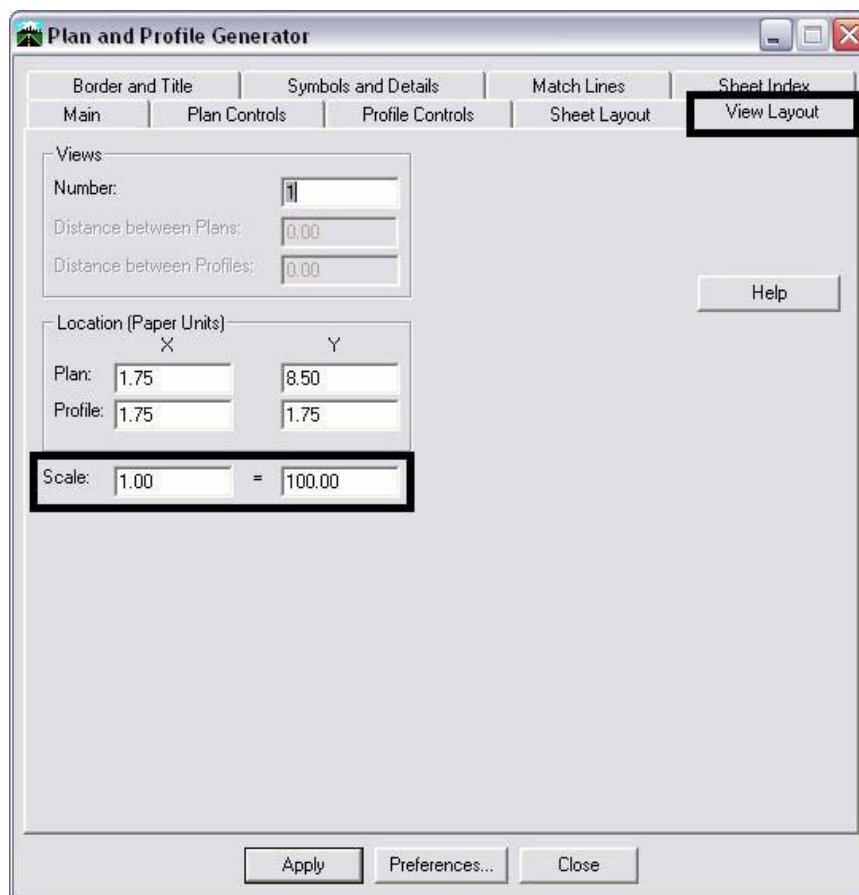 Plan and Profile Generator
Border and Title Symbols and Details Match Lines Sheet Index
Main Plan Controls Profile Controls Sheet Layout View Layout
Views
Number: 1
Distance between Plans: 0.00
Distance between Profiles: 0.00
Help
Location (Paper Units)
X Y
Plan: 1.75 8.50
Profile: 1.75 1.75
Scale: 1.00 = 100.00
Apply Preferences... Close